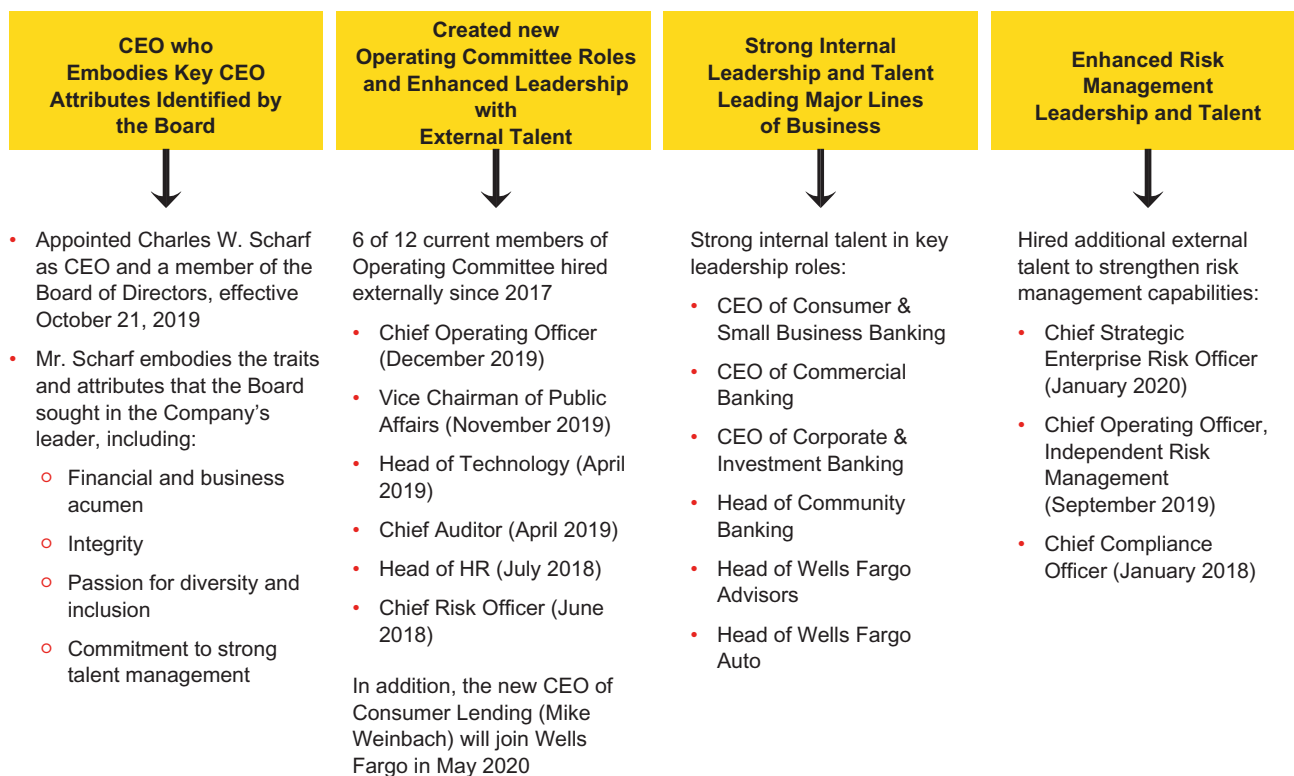 CEO who
Embodies Key CEO
Attributes Identified by
the Board
• Appointed Charles W. Scharf
as CEO and a member of the
Board of Directors, effective
October 21, 2019
• Mr. Scharf embodies the traits
and attributes that the Board
sought in the Company’s
leader, including:
o Financial and business
acumen
o Integrity
o Passion for diversity and
inclusion
o Commitment to strong
talent management
Created new
Operating Committee Roles
and Enhanced Leadership
with
External Talent
6 of 12 current members of
Operating Committee hired
externally since 2017
• Chief Operating Officer
(December 2019)
• Vice Chairman of Public
Affairs (November 2019)
• Head of Technology (April
2019)
• Chief Auditor (April 2019)
• Head of HR (July 2018)
• Chief Risk Officer (June
2018)
In addition, the new CEO of
Consumer Lending (Mike
Weinbach) will join Wells
Fargo in May 2020
Strong Internal
Leadership and Talent
Leading Major Lines
of Business
Strong internal talent in key
leadership roles:
• CEO of Consumer &
Small Business Banking
• CEO of Commercial
Banking
• CEO of Corporate &
Investment Banking
• Head of Community
Banking
• Head of Wells Fargo
Advisors
• Head of Wells Fargo
Auto
Enhanced Risk
Management
Leadership and Talent
Hired additional external
talent to strengthen risk
management capabilities:
• Chief Strategic
Enterprise Risk Officer
(January 2020)
• Chief Operating Officer,
Independent Risk
Management
(September 2019)
• Chief Compliance
Officer (January 2018)